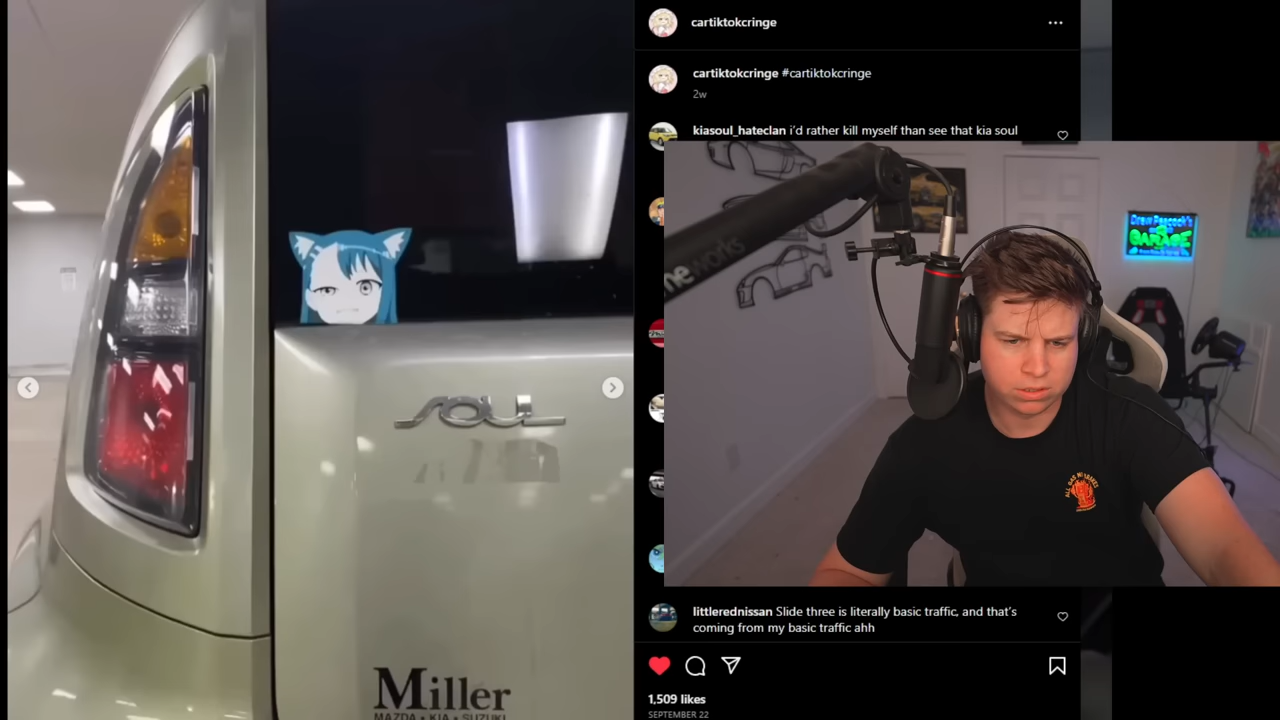 cartiktokcringe
cartiktokcringe #cartiktokcringe
2w
kiasoul_hateclan i'd rather kill myself than see that kia soul
Drew Peacock's
GARAGE
soul
Miller
MAZDA • KIA • SUZUKI
littlerednissan Slide three is literally basic traffic, and that's
coming from my basic traffic ahh
1,509 likes
SEPTEMBER 22